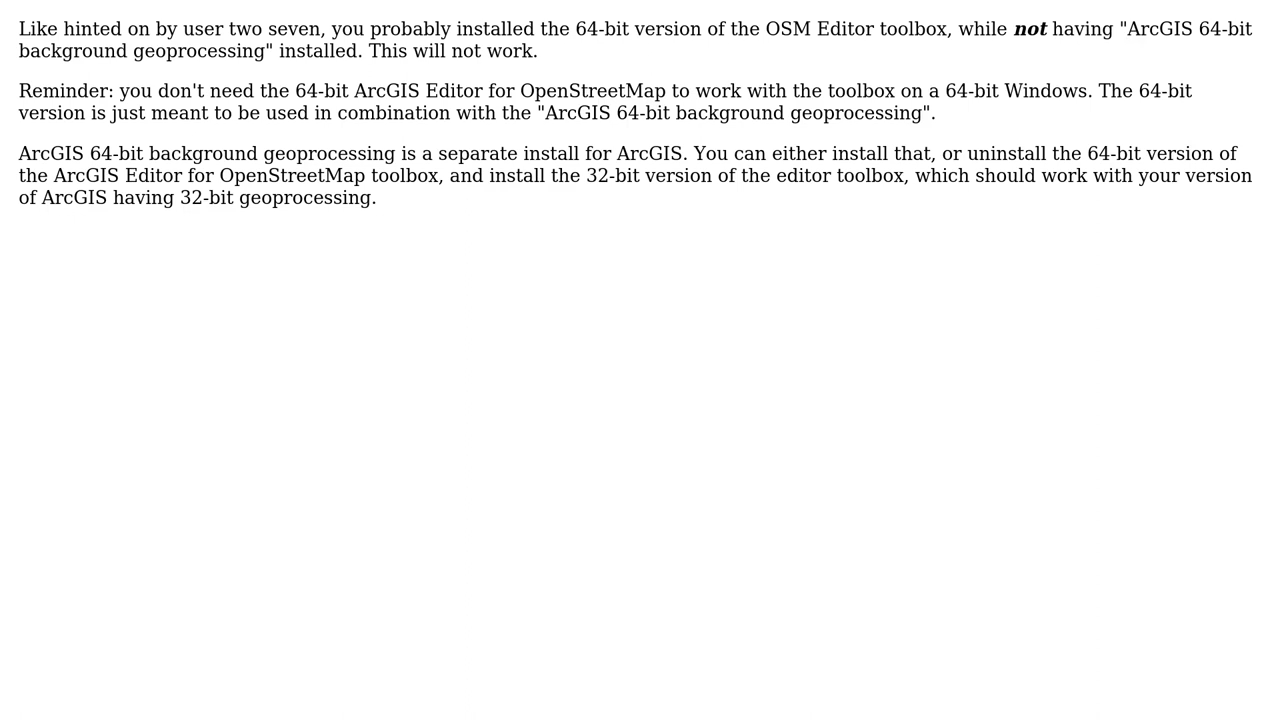 Like hinted on by user two seven, you probably installed the 64-bit version of the OSM Editor toolbox, while not having "ArcGIS 64-bit
background geoprocessing" installed. This will not work.
Reminder: you don't need the 64-bit ArcGIS Editor for OpenStreetMap to work with the toolbox on a 64-bit Windows. The 64-bit
version is just meant to be used in combination with the "ArcGIS 64-bit background geoprocessing".
ArcGIS 64-bit background geoprocessing is a separate install for ArcGIS. You can either install that, or uninstall the 64-bit version of
the ArcGIS Editor for OpenStreetMap toolbox, and install the 32-bit version of the editor toolbox, which should work with your version
of ArcGIS having 32-bit geoprocessing.